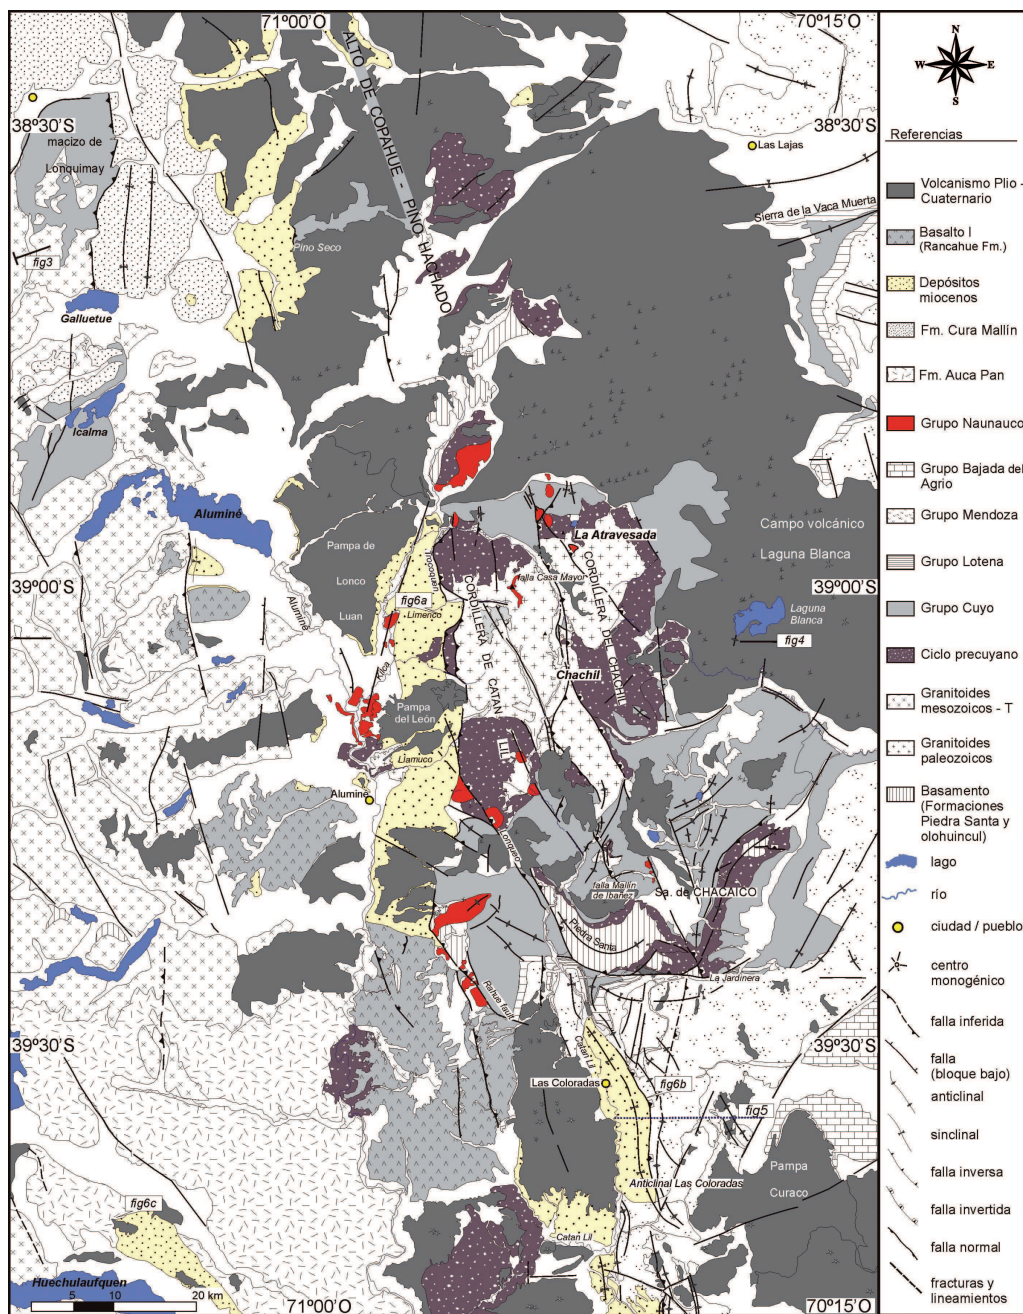 71º00'O
70º15'O
38º30'S
38º30'S
macizo de
Lonquimay
ALTO DE COPAHUE - PINO HACHADO
Las Lajas
Sierra de la Vaca Muerta
Pino Seco
fig3
Galluetue
Icalma
Aluminé
La Atravesada
Campo volcánico
Laguna Blanca
Pampa de
Lonco
Luan
39º00'S
39º00'S
falla Casa Mayor
fig6a
Limenco
CORDILLERA DE CATAN
LIL
CORDILLERA DEL CHACHIL
Laguna
Blanca
fig4
Aluminé
Chachil
Pampa
del León
Llamuco
Aluminé
falla Mallín
de Ibañez
Sa. de CHACAICO
Piedra Santa
La Jardinera
Rahue fault
39º30'S
39º30'S
Catan Lil
Las Coloradas
fig6b
fig5
Pampa
Curaco
Anticlinal Las Coloradas
fig6c
Catan Lil
Huechulaufquen
5 10 20 km
71º00'O
70º15'O
N
W E
S
Referencias
Volcanismo Plio -
Cuaternario
Basalto I
(Rancahue Fm.)
Depósitos
miocenos
Fm. Cura Mallín
Fm. Auca Pan
Grupo Naunauco
Grupo Bajada del
Agrio
Grupo Mendoza
Grupo Lotena
Grupo Cuyo
Ciclo precuyano
Granitoides
mesozoicos - T
Granitoides
paleozoicos
Basamento
(Formaciones
Piedra Santa y
olohuincul)
lago
río
ciudad / pueblo
centro
monogénico
falla inferida
falla
(bloque bajo)
anticlinal
sinclinal
falla inversa
falla invertida
falla normal
fracturas y
lineamientos